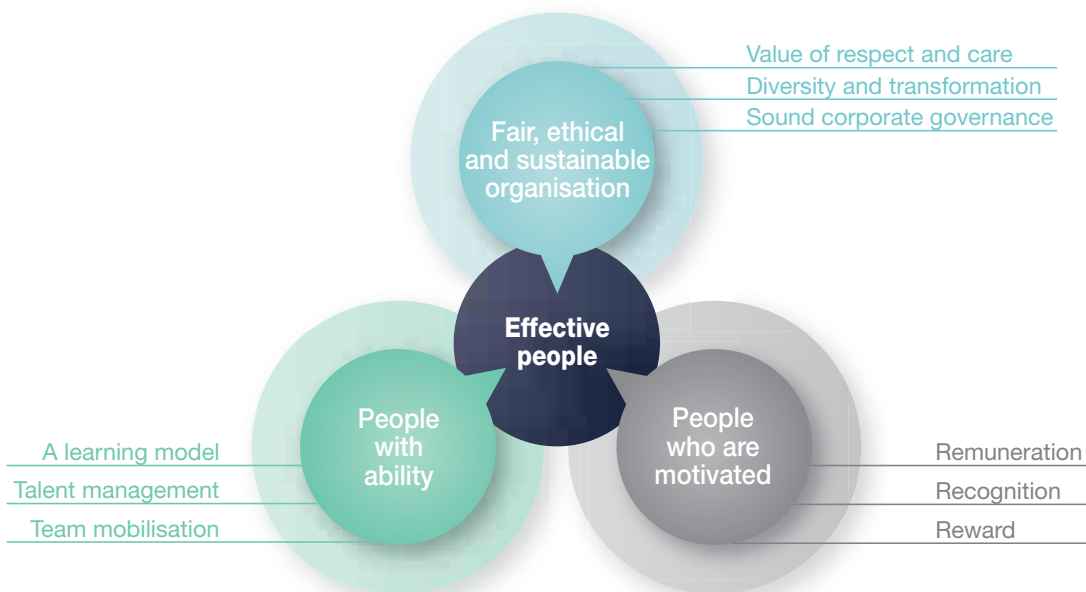 Value of respect and care
Diversity and transformation
Sound corporate governance
Fair, ethical
and sustainable
organisation
Effective
people
People
with
ability
A learning model
Talent management
Team mobilisation
People
who are
motivated
Remuneration
Recognition
Reward